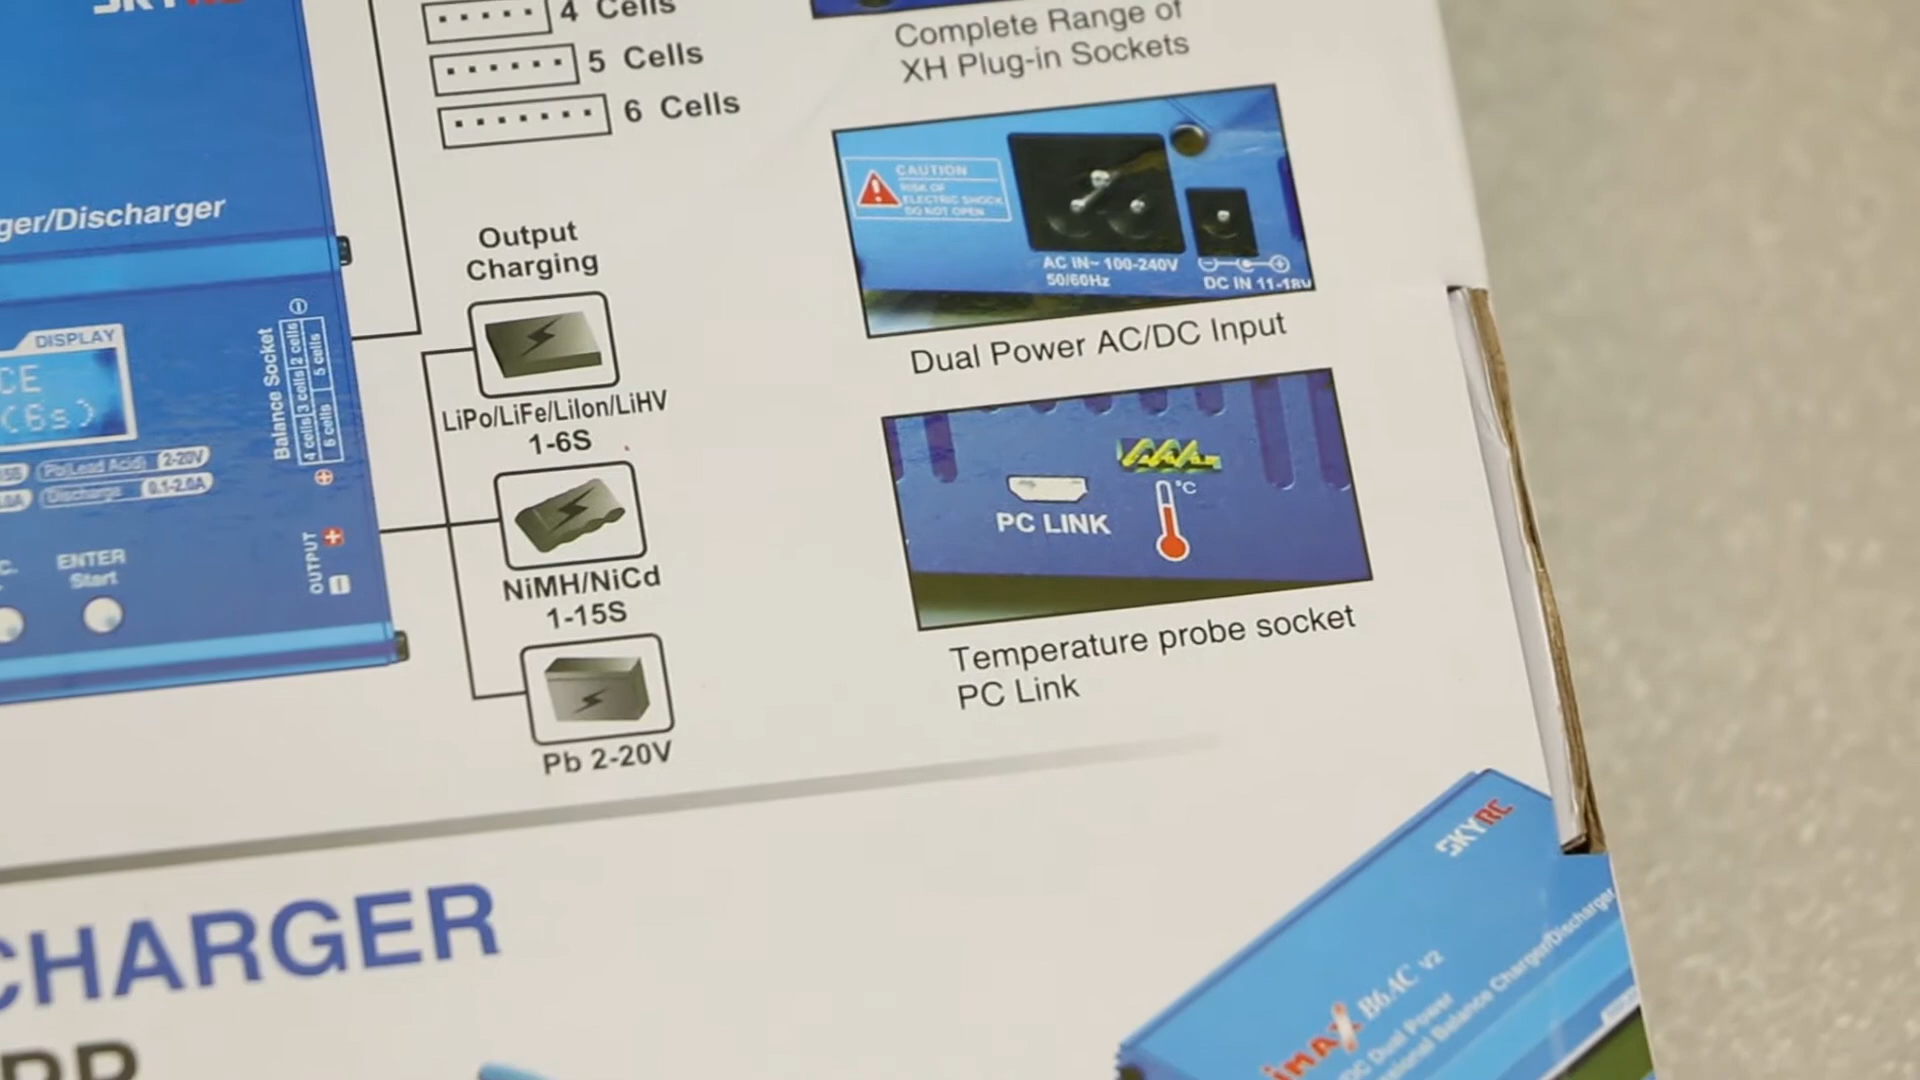 SKYRC
4 Cells
5 Cells
6 Cells
Complete Range of
XH Plug-in Sockets
CAUTION
RISK OF
ELECTRIC SHOCK
DO NOT OPEN
AC IN~ 100-240V
50/60Hz
DC IN 11-18V
Dual Power AC/DC Input
PC LINK
°C
Temperature probe socket
PC Link
ger/Discharger
DISPLAY
CE
(6s)
Pb(Lead Acid) 2-20V
Discharge 0.1-2.0A
ENTER
Start
Balance Socket
4 cells 3 cells 2 cells
6 cells 5 cells
OUTPUT
Output
Charging
LiPo/LiFe/LiIon/LiHV
1-6S
NiMH/NiCd
1-15S
Pb 2-20V
CHARGER
SKYRC
iMAX B6AC V2
DC Dual Power
ssional Balance Charger/Discharger